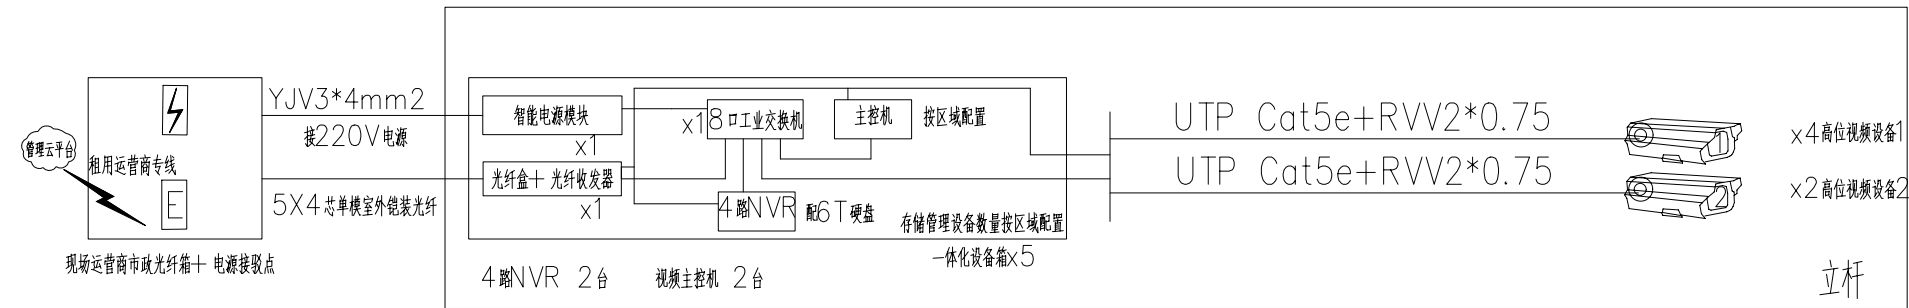 管理云平台
租用运营商专线
E
现场运营商市政光纤箱+ 电源接驳点
YJV3*4mm2
接220V电源
5X4芯单模室外铠装光纤
智能电源模块
x1
光纤盒+ 光纤收发器
x1
x1
8口工业交换机
主控机
按区域配置
4路NVR
配6T硬盘
存储管理设备数量按区域配置
一体化设备箱x5
4路NVR 2台
视频主控机 2台
UTP Cat5e+RVV2*0.75
UTP Cat5e+RVV2*0.75
1
x4高位视频设备1
2
x2高位视频设备2
立杆